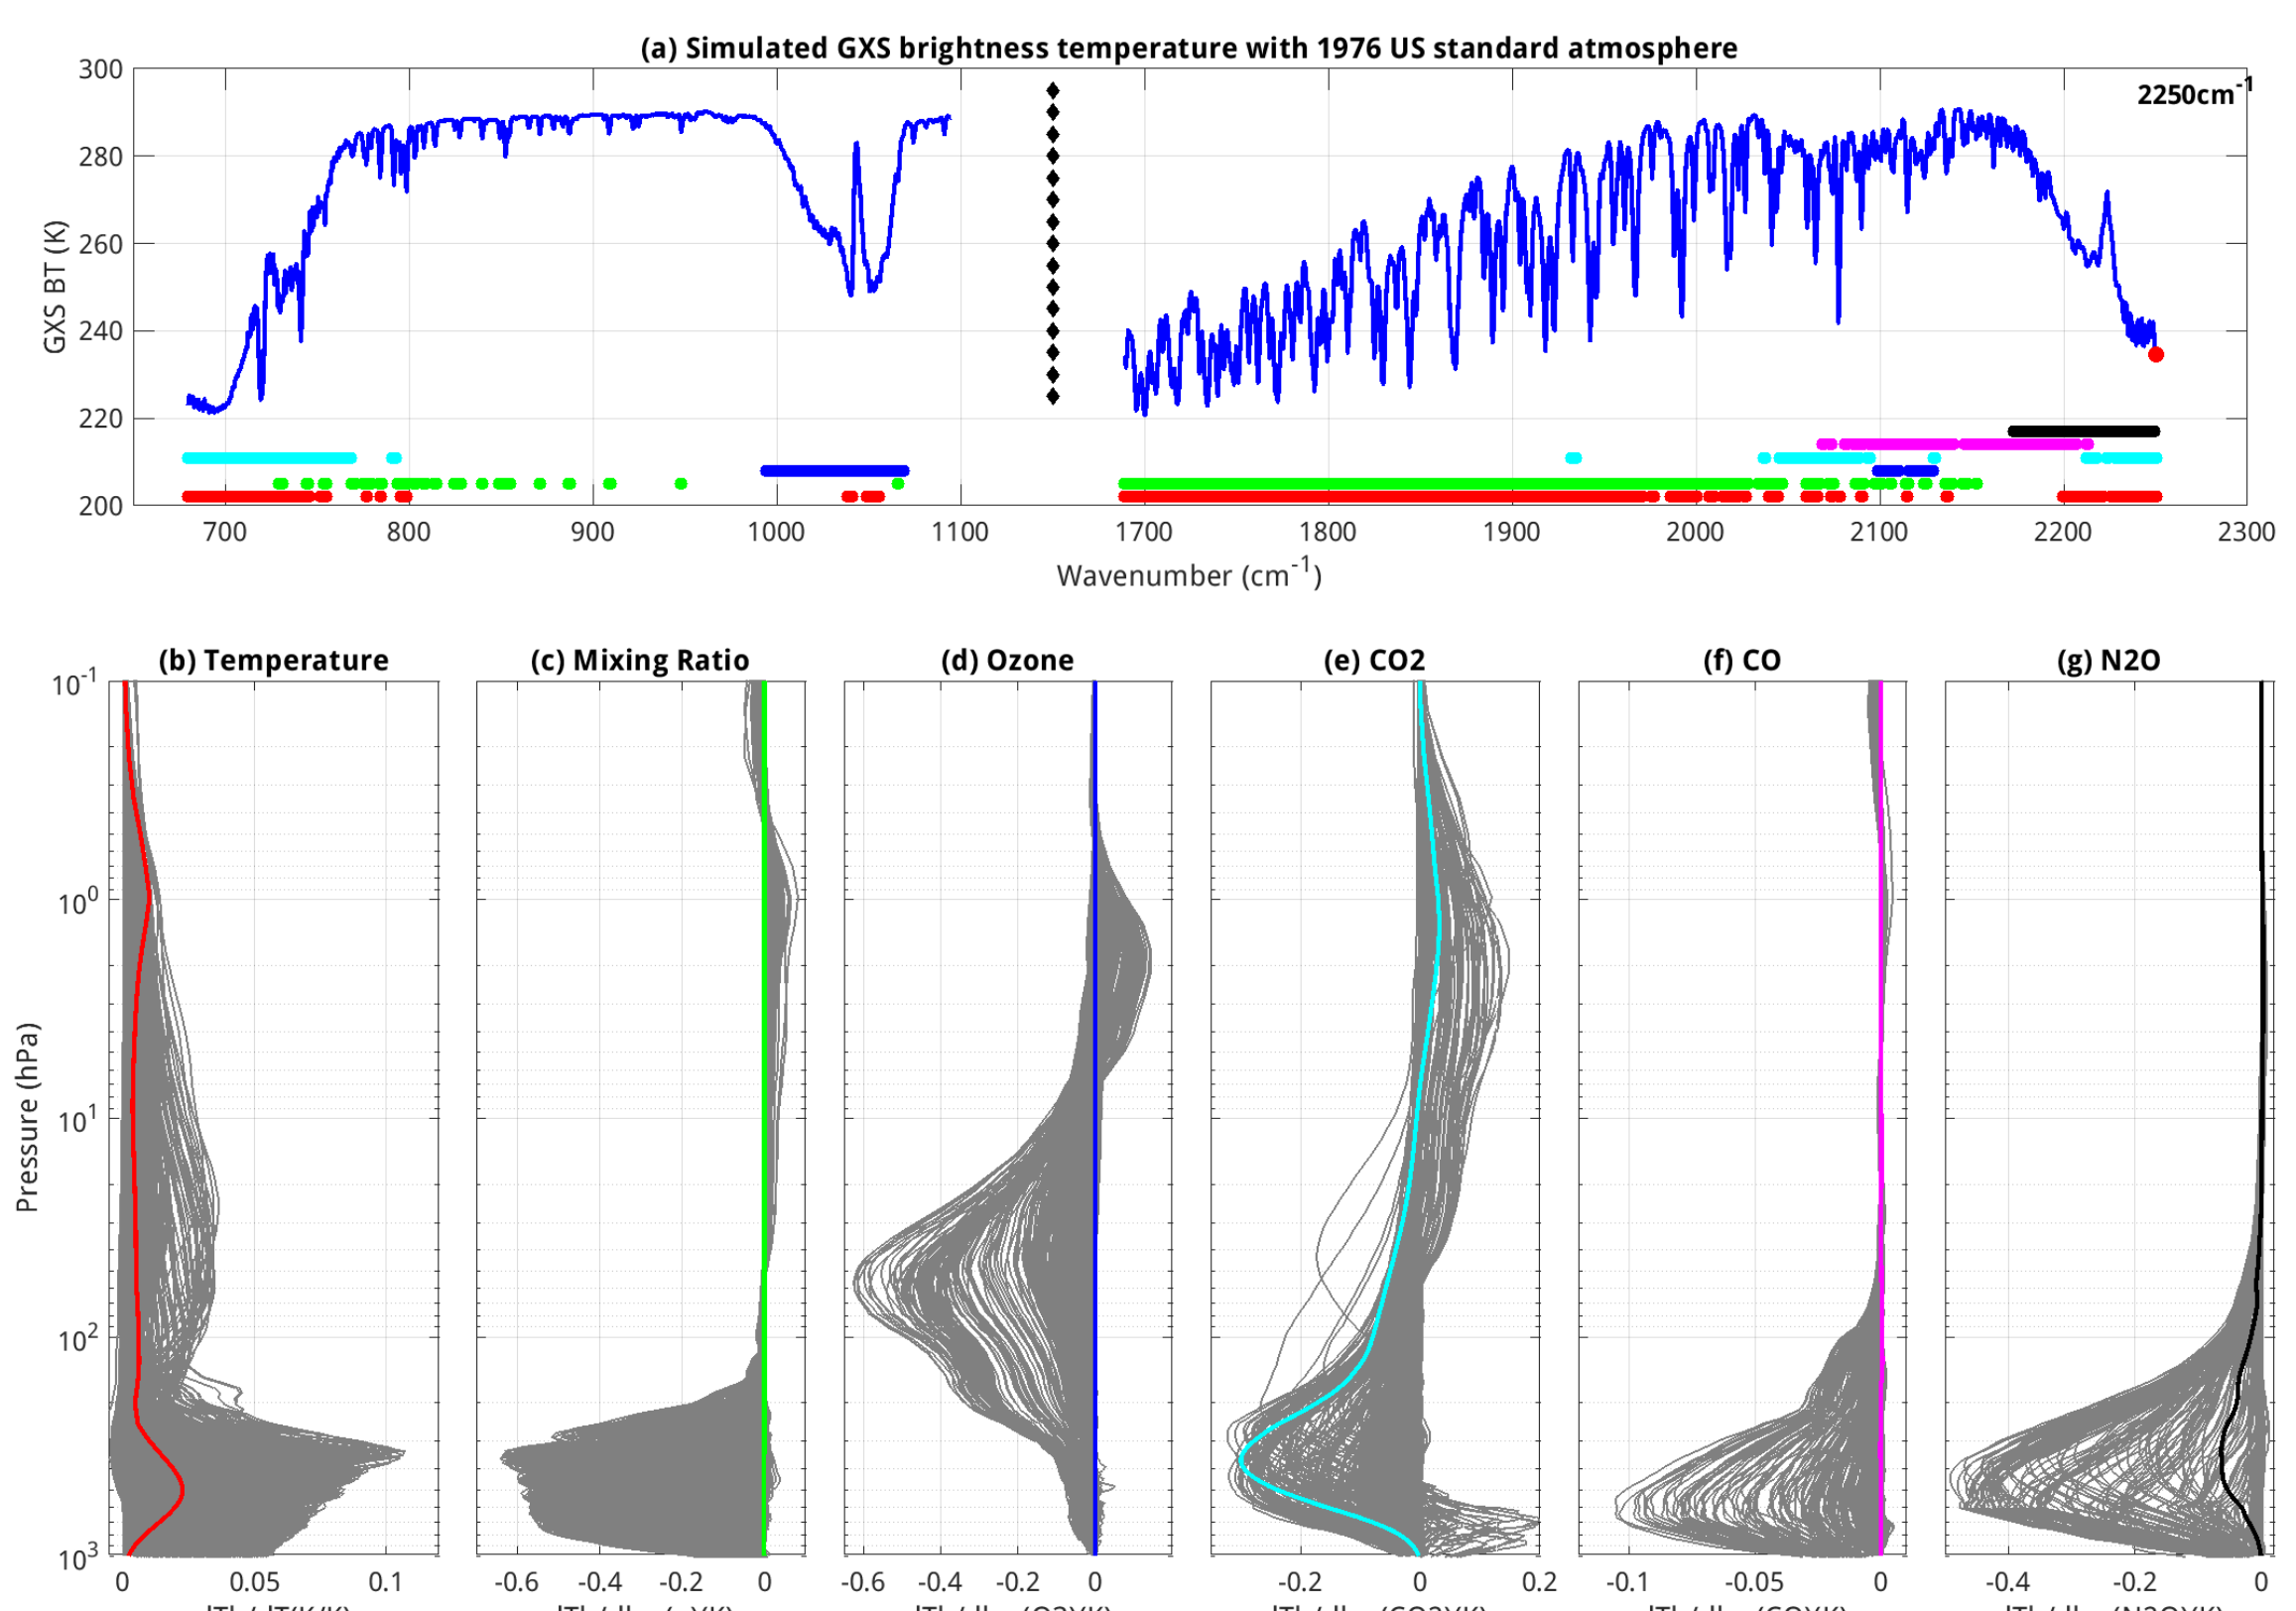 (a) Simulated GXS brightness temperature with 1976 US standard atmosphere
2250cm-1
GXS BT (K)
300
280
260
240
220
200
700 800 900 1000 1100 1700 1800 1900 2000 2100 2200 2300
Wavenumber (cm-1)
(b) Temperature (c) Mixing Ratio (d) Ozone (e) CO2 (f) CO (g) N2O
Pressure (hPa)
10-1
100
101
102
103
0 0.05 0.1 -0.6 -0.4 -0.2 0 -0.6 -0.4 -0.2 0 -0.2 0 0.2 -0.1 -0.05 0 -0.4 -0.2 0